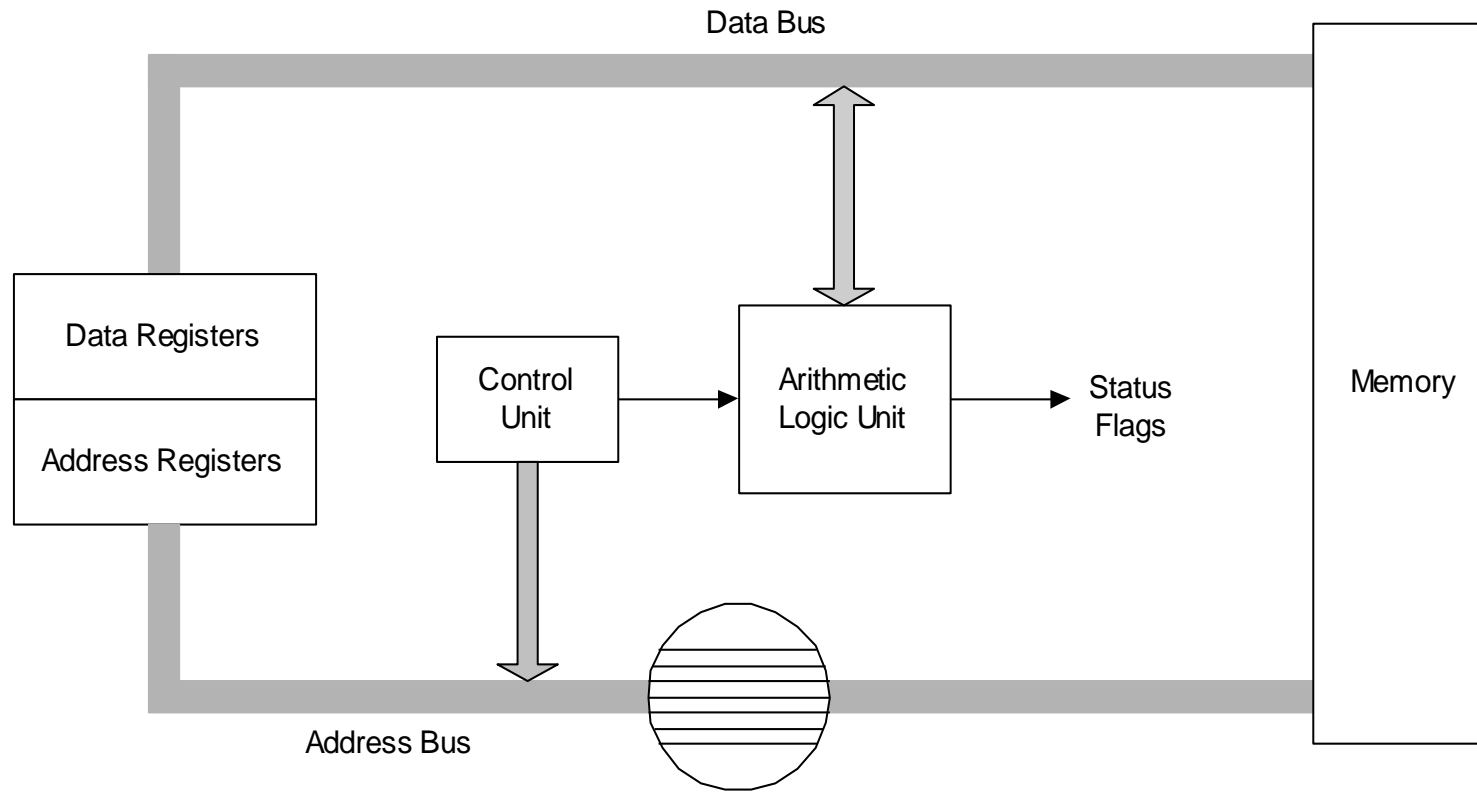 Data Bus
Data Registers
Address Registers
Control
Unit
Arithmetic
Logic Unit
Status
Flags
Memory
Address Bus